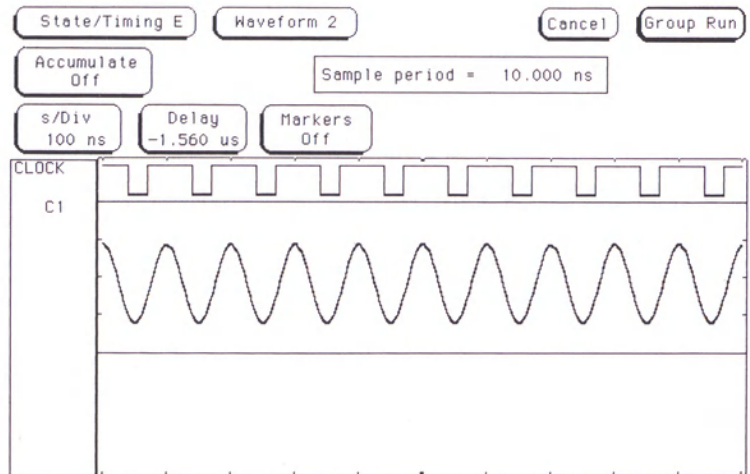 State/Timing E
Waveform 2
Cancel
Group Run
Accumulate
Off
Sample period = 10.000 ns
s/Div
100 ns
Delay
-1.560 us
Markers
Off
CLOCK
C1